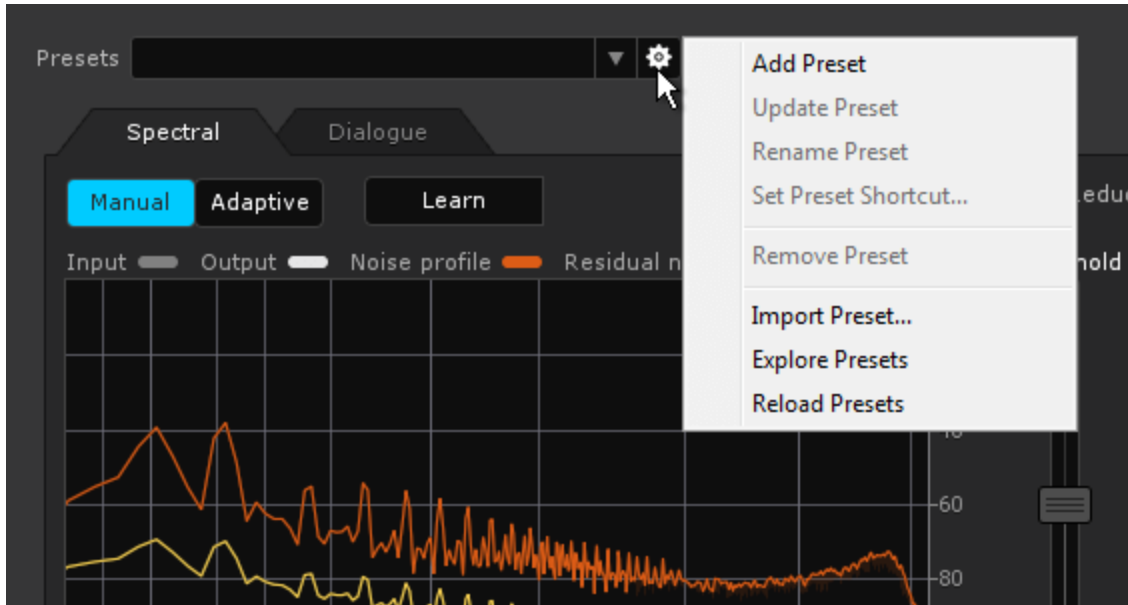 Presets
Add Preset
Update Preset
Rename Preset
Set Preset Shortcut...
Remove Preset
Import Preset...
Explore Presets
Reload Presets
Spectral Dialogue
Manual Adaptive Learn
Input Output Noise profile Residual n
-60
-80